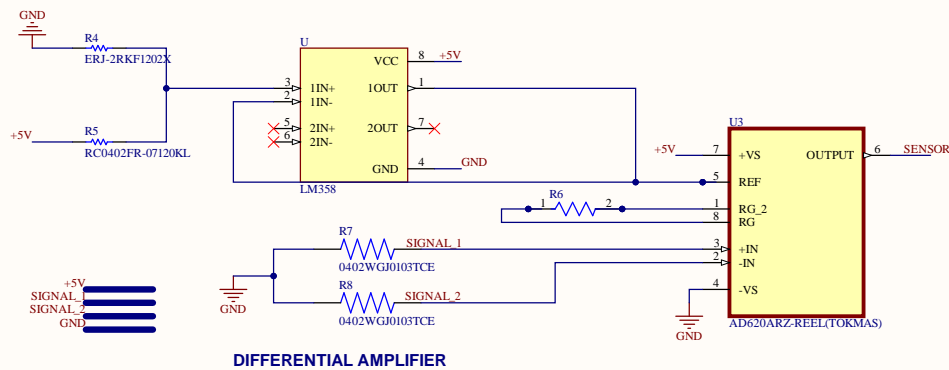 GND
R4
ERJ-2RKF1202X
+5V
R5
RC0402FR-07120KL
U
3 1IN+ VCC 8 +5V
2 1IN- 1OUT 1
5 2IN+ 2OUT 7
6 2IN-
GND 4 GND
LM358
U3
+5V 7 +VS OUTPUT 6 SENSOR
5 REF
R6
1 2
1 RG_2
8 RG
3 +IN
2 -IN
4 -VS
GND
AD620ARZ-REEL(TOKMAS)
R7
SIGNAL_1
0402WGJ0103TCE
R8
SIGNAL_2
0402WGJ0103TCE
GND
+5V
SIGNAL_1
SIGNAL_2
GND
DIFFERENTIAL AMPLIFIER